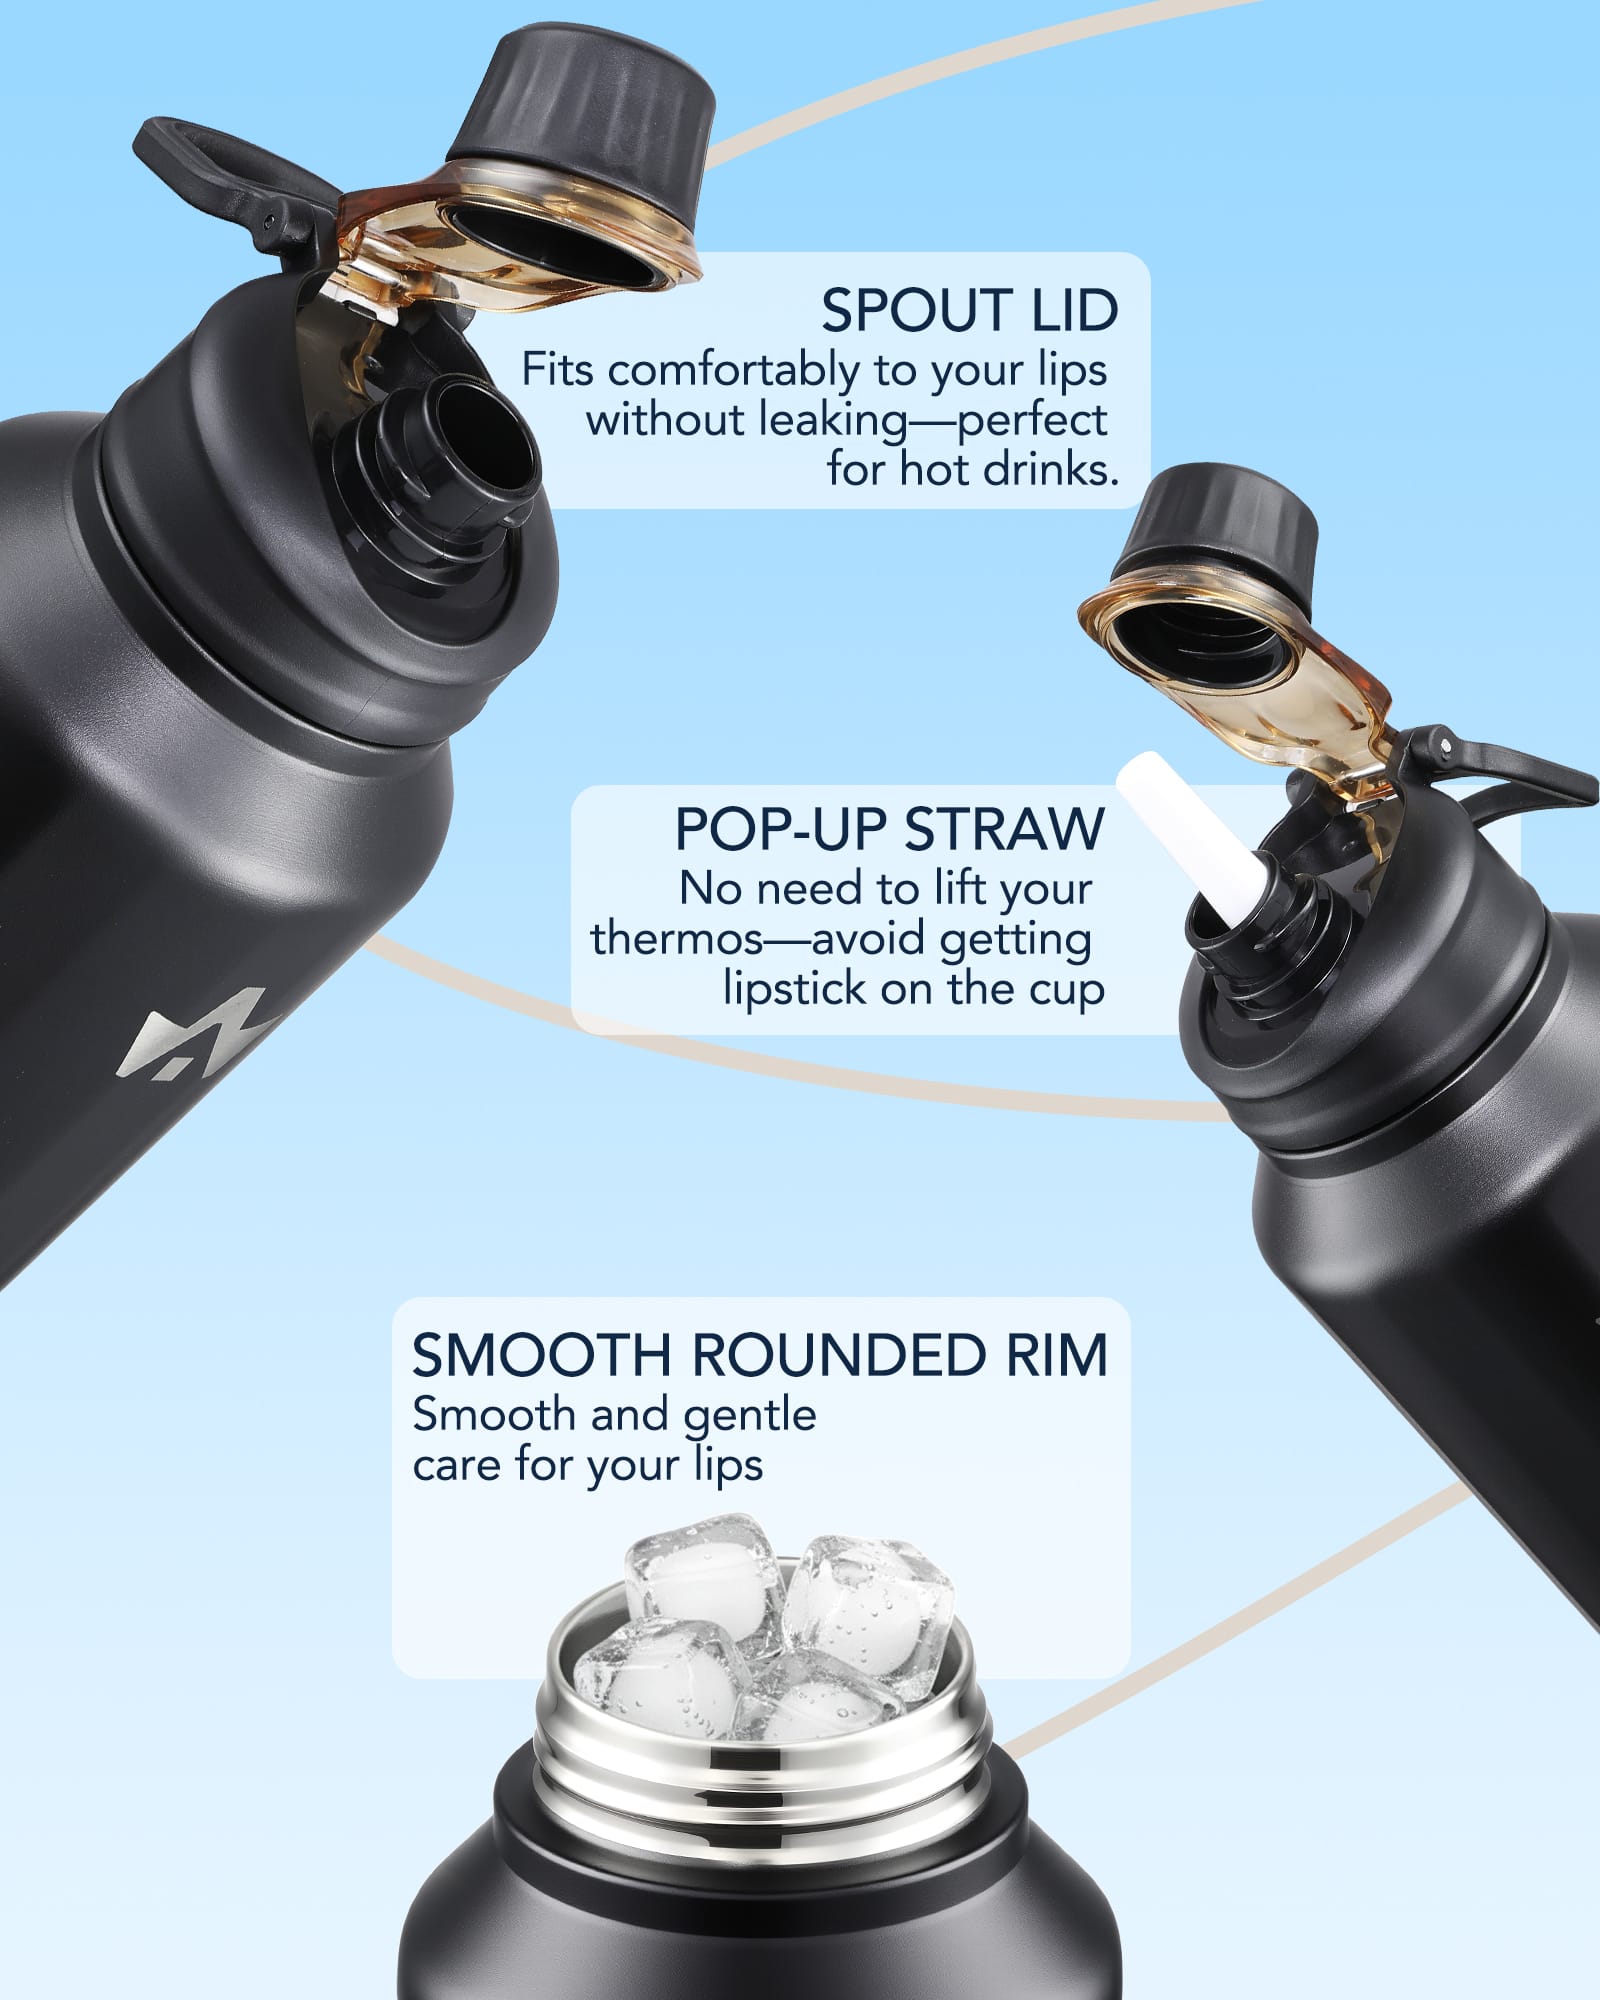 SPOUT LID
Fits comfortably to your lips
without leaking—perfect
for hot drinks.
POP-UP STRAW
No need to lift your
thermos—avoid getting
lipstick on the cup
SMOOTH ROUNDED RIM
Smooth and gentle
care for your lips